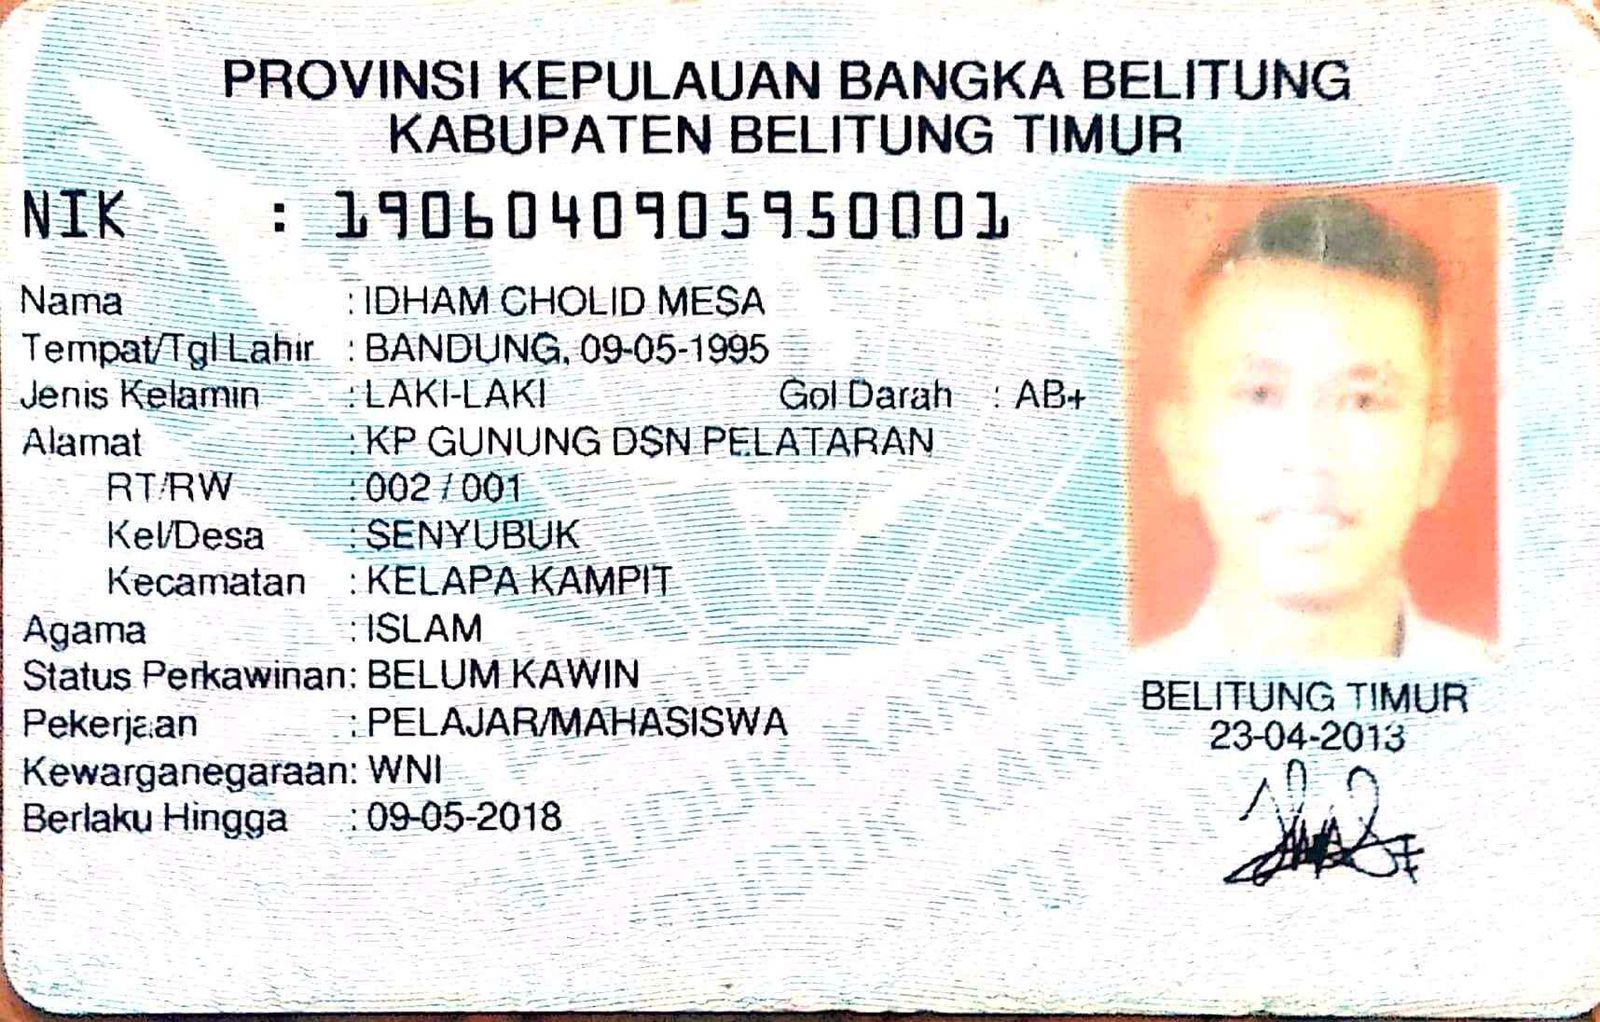 PROVINSI KEPULAUAN BANGKA BELITUNG
KABUPATEN BELITUNG TIMUR
NIK : 1906040905950001
Nama : IDHAM CHOLID MESA
Tempat/Tgl Lahir : BANDUNG, 09-05-1995
Jenis Kelamin : LAKI-LAKI Gol Darah : AB+
Alamat : KP GUNUNG DSN PELATARAN
RT/RW : 002 / 001
Kel/Desa : SENYUBUK
Kecamatan : KELAPA KAMPIT
Agama : ISLAM
Status Perkawinan: BELUM KAWIN
Pekerjaan : PELAJAR/MAHASISWA
Kewarganegaraan: WNI
Berlaku Hingga : 09-05-2018
BELITUNG TIMUR
23-04-2013